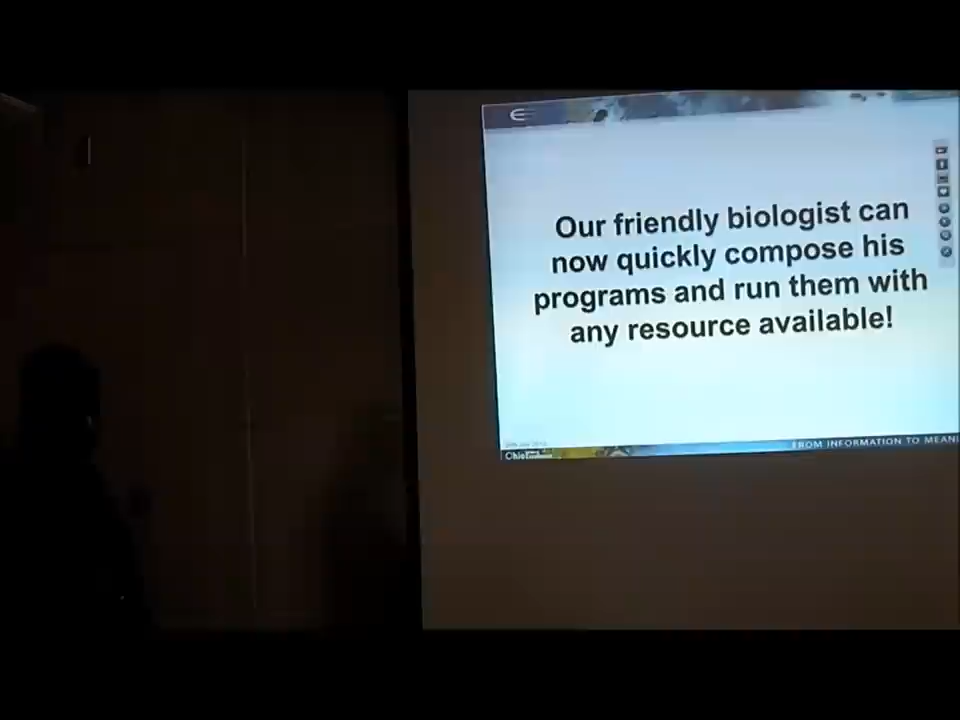 Our friendly biologist can
now quickly compose his
programs and run them with
any resource available!
FROM INFORMATION TO MEANI